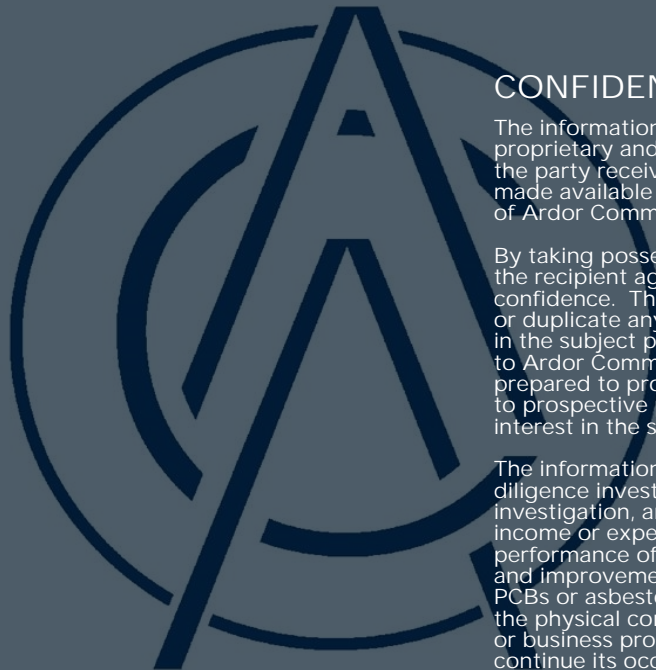 CONFIDEN
The information
proprietary and
the party receiv
made available
of Ardor Comm
By taking posse
the recipient ag
confidence. Th
or duplicate any
in the subject p
to Ardor Comm
prepared to pro
to prospective
interest in the s
The information
diligence invest
investigation, a
income or expe
performance of
and improveme
PCBs or asbest
the physical con
or business pro
continue its occ